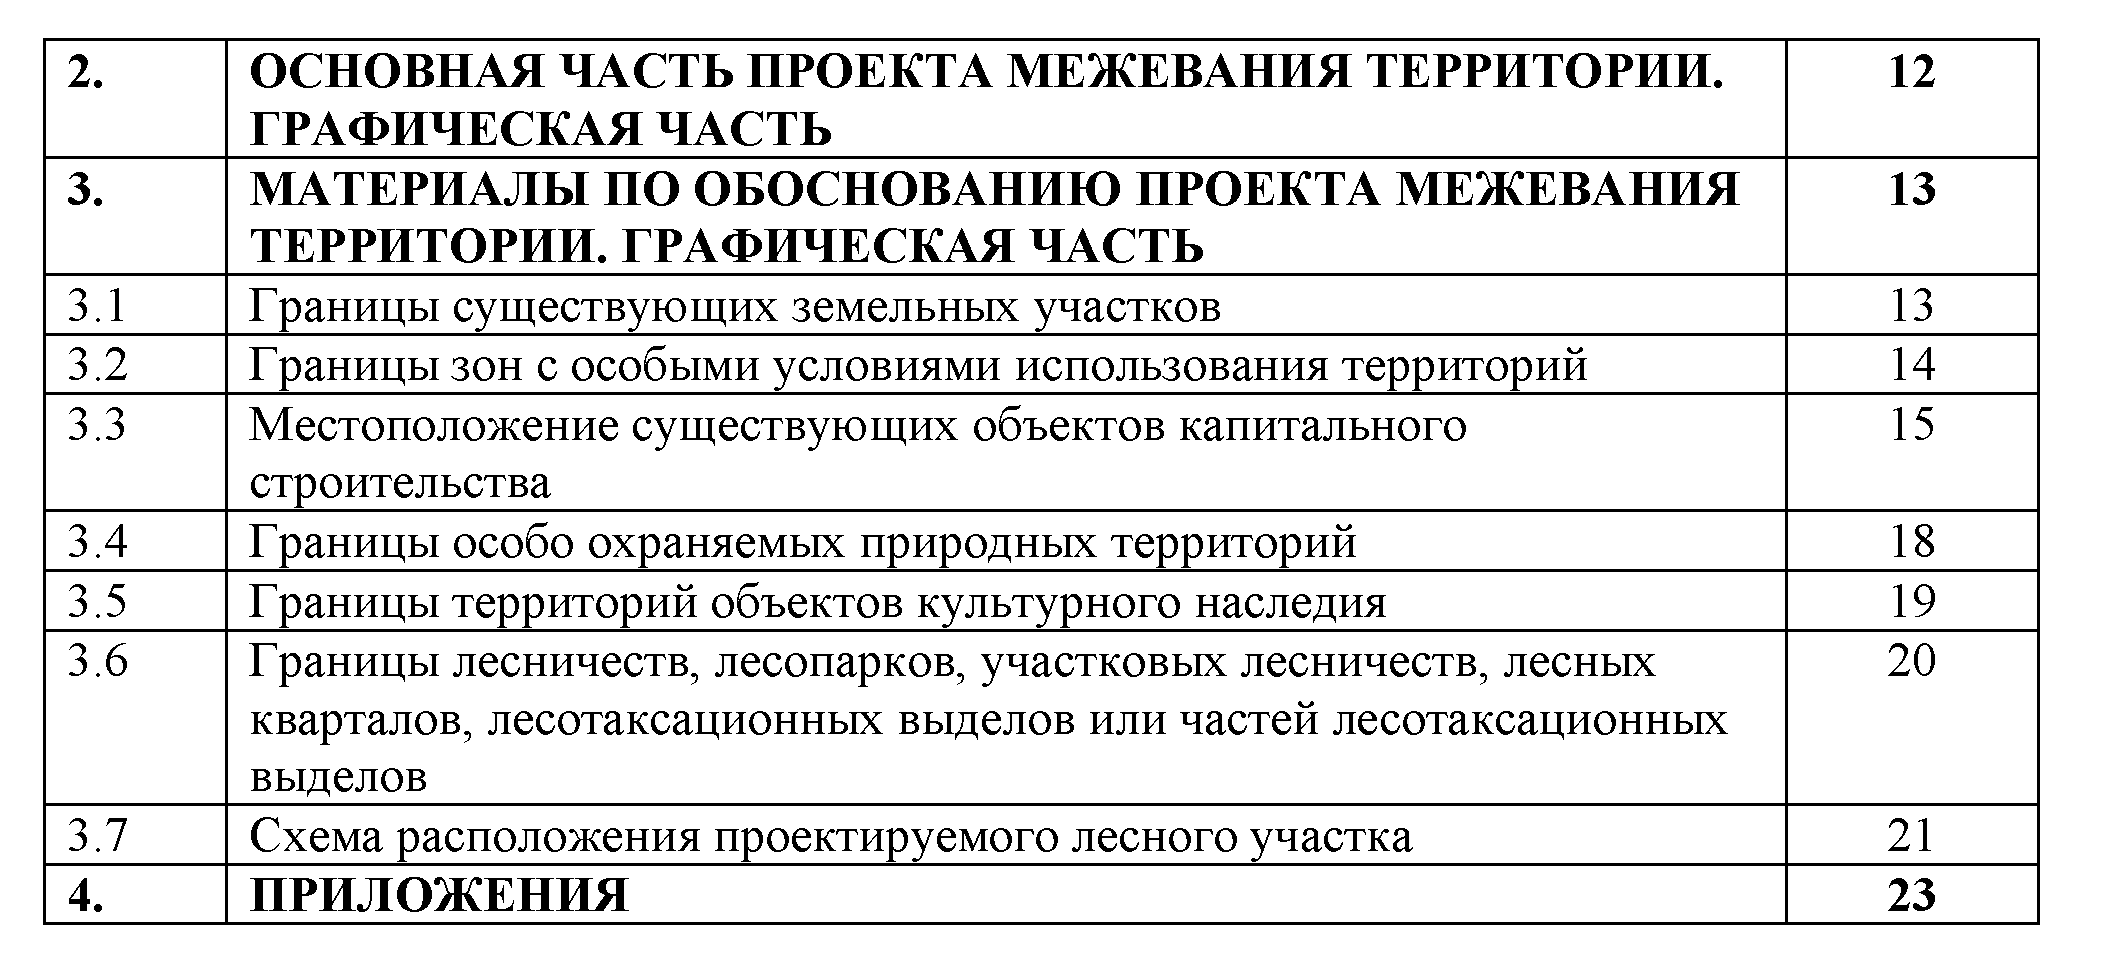 2. ОСНОВНАЯ ЧАСТЬ ПРОЕКТА МЕЖЕВАНИЯ ТЕРРИТОРИИ. 12
ГРАФИЧЕСКАЯ ЧАСТЬ
3. МАТЕРИАЛЫ ПО ОБОСНОВАНИЮ ПРОЕКТА МЕЖЕВАНИЯ 13
ТЕРРИТОРИИ. ГРАФИЧЕСКАЯ ЧАСТЬ
3.1 Границы существующих земельных участков 13
3.2 Границы зон с особыми условиями использования территорий 14
3.3 Местоположение существующих объектов капитального 15
строительства
3.4 Границы особо охраняемых природных территорий 18
3.5 Границы территорий объектов культурного наследия 19
3.6 Границы лесничеств, лесопарков, участковых лесничеств, лесных 20
кварталов, лесотаксационных выделов или частей лесотаксационных
выделов
3.7 Схема расположения проектируемого лесного участка 21
4. ПРИЛОЖЕНИЯ 23